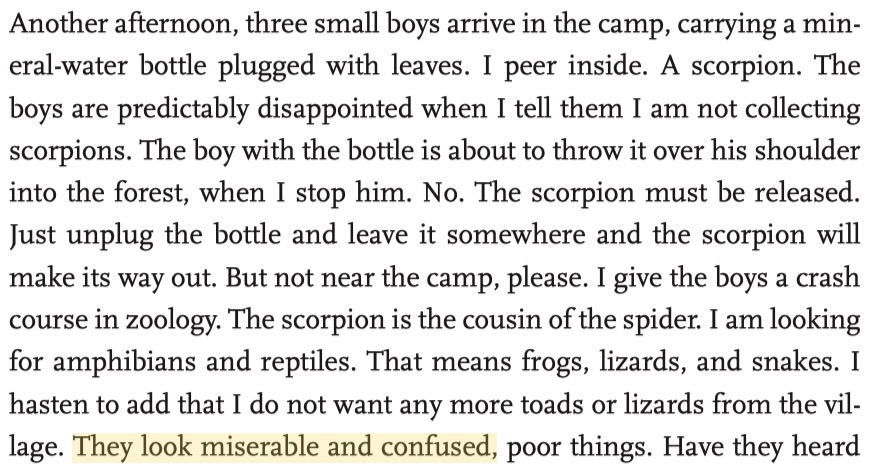 Another afternoon, three small boys arrive in the camp, carrying a min-
eral-water bottle plugged with leaves. I peer inside. A scorpion. The
boys are predictably disappointed when I tell them I am not collecting
scorpions. The boy with the bottle is about to throw it over his shoulder
into the forest, when I stop him. No. The scorpion must be released.
Just unplug the bottle and leave it somewhere and the scorpion will
make its way out. But not near the camp, please. I give the boys a crash
course in zoology. The scorpion is the cousin of the spider. I am looking
for amphibians and reptiles. That means frogs, lizards, and snakes. I
hasten to add that I do not want any more toads or lizards from the vil-
lage. They look miserable and confused, poor things. Have they heard